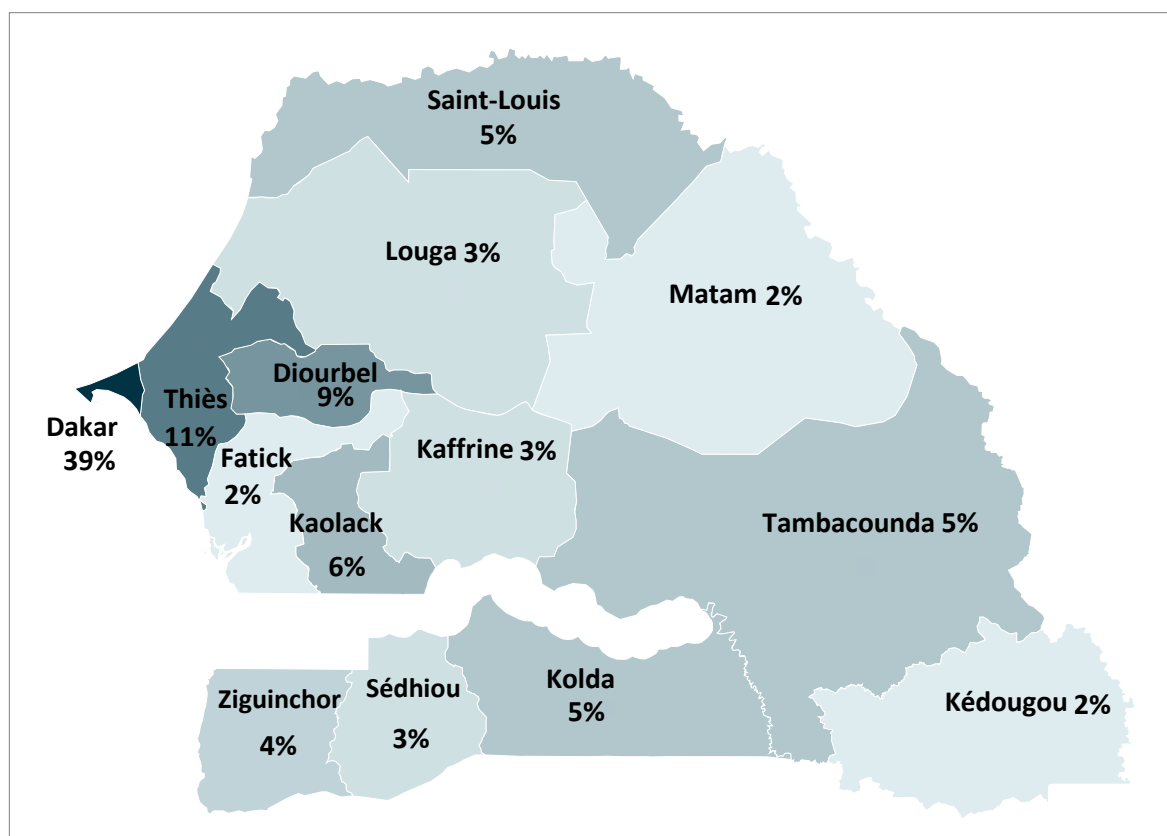 Saint-Louis
5%
Louga 3%
Matam 2%
Diourbel
9%
Thiès
11%
Dakar
39%
Fatick
2%
Kaffrine 3%
Kaolack
6%
Tambacounda 5%
Kolda
5%
Sédhiou
3%
Ziguinchor
4%
Kédougou 2%